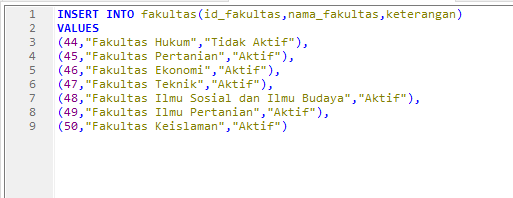 1 INSERT INTO fakultas(id_fakultas,nama_fakultas,keterangan)
2 VALUES
3 (44,"Fakultas Hukum","Tidak Aktif"),
4 (45,"Fakultas Pertanian","Aktif"),
5 (46,"Fakultas Ekonomi","Aktif"),
6 (47,"Fakultas Teknik","Aktif"),
7 (48,"Fakultas Ilmu Sosial dan Ilmu Budaya","Aktif"),
8 (49,"Fakultas Ilmu Pertanian","Aktif"),
9 (50,"Fakultas Keislaman","Aktif")